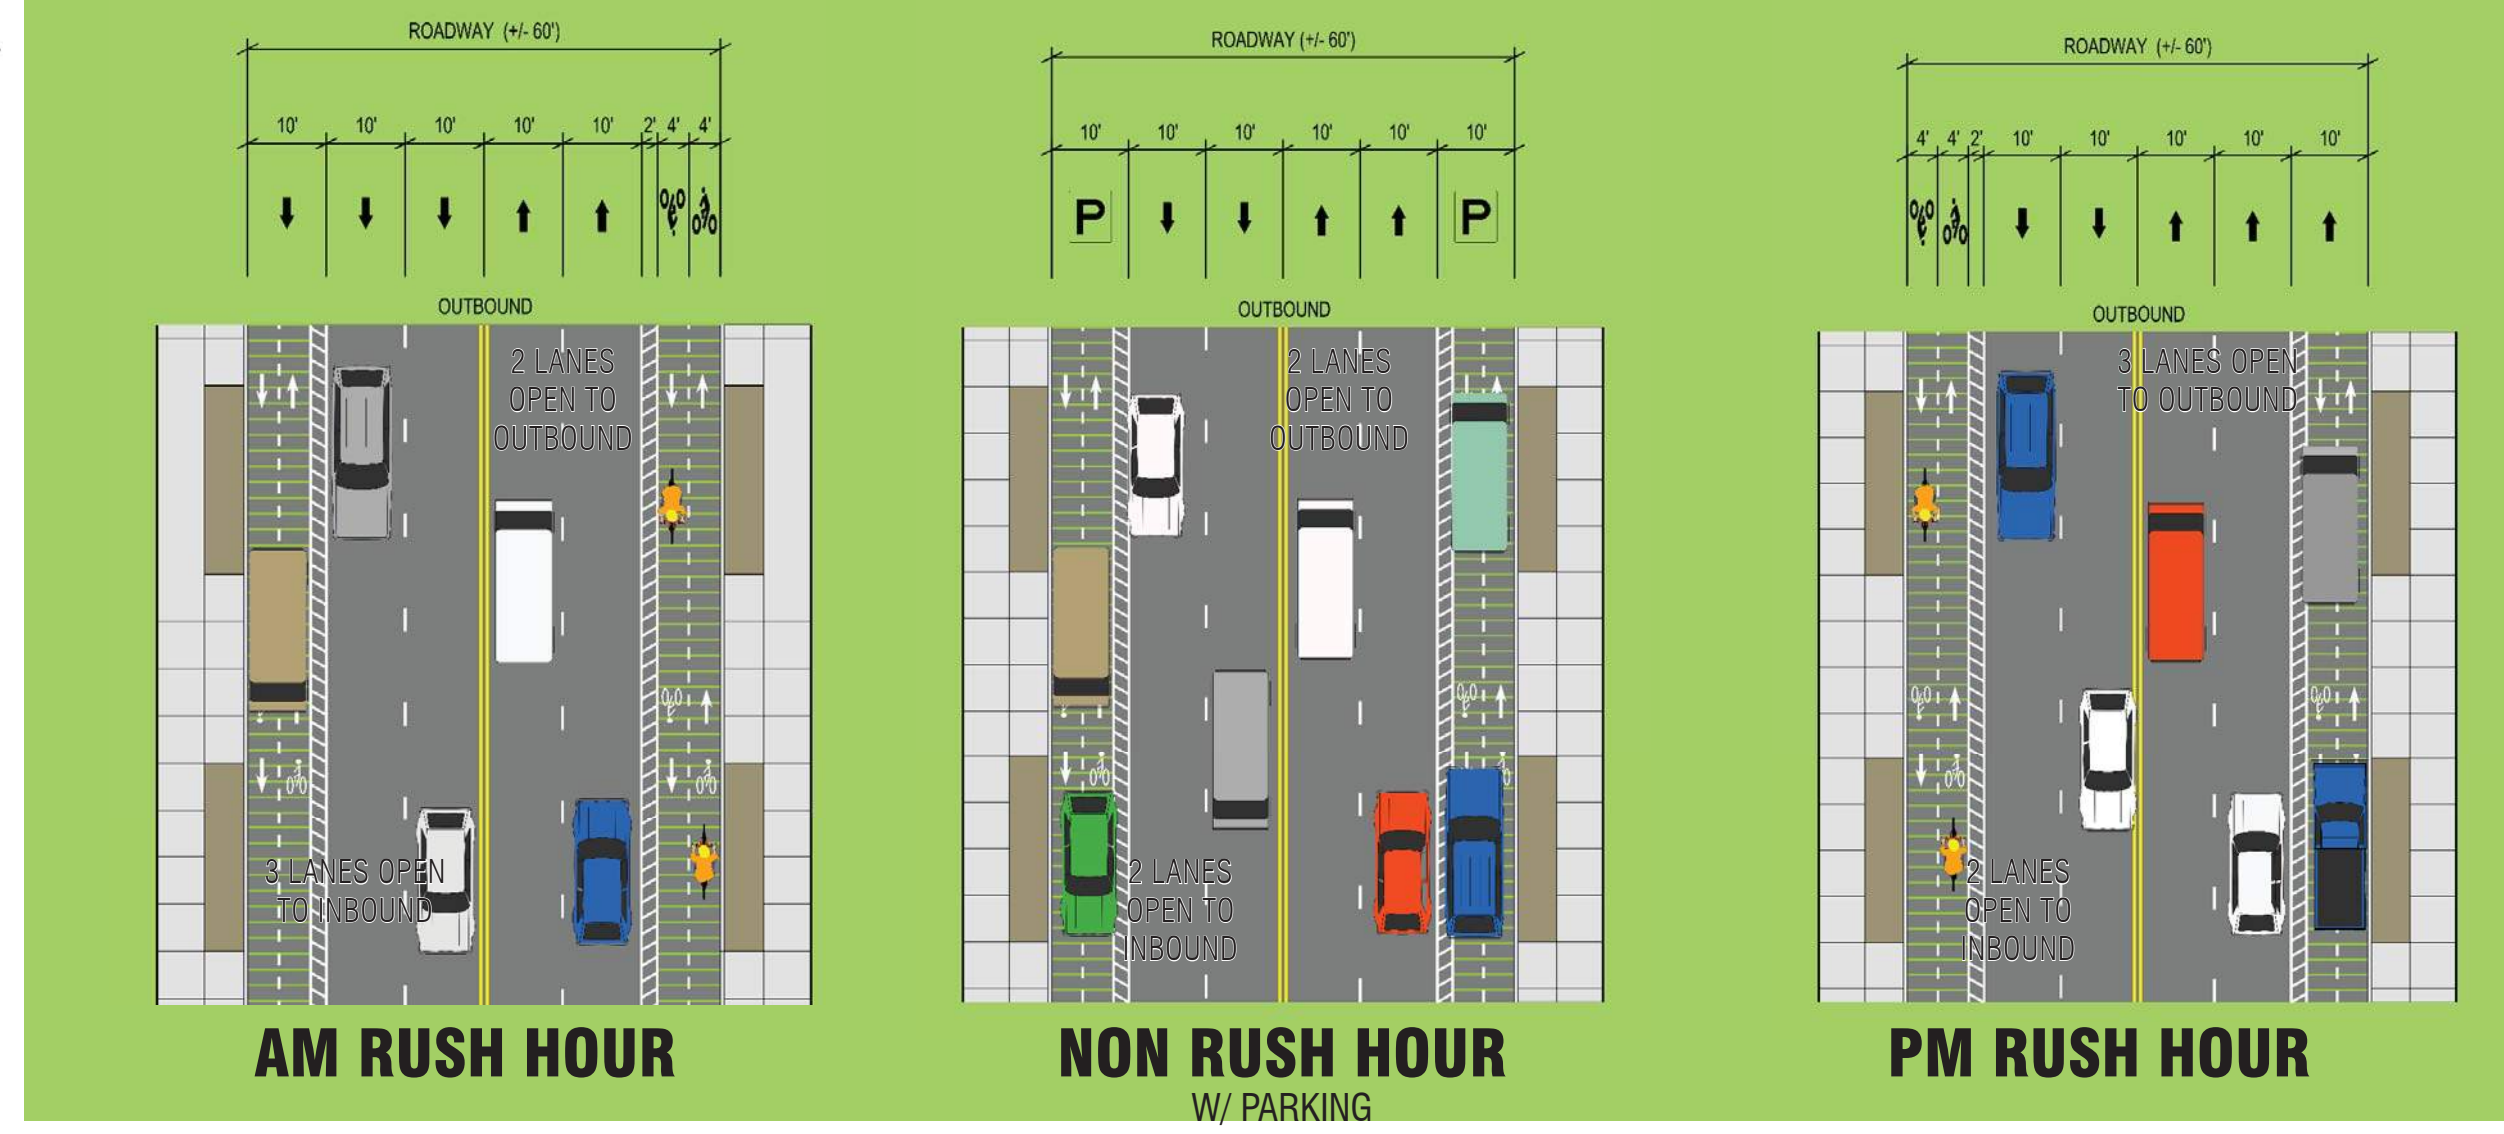 ROADWAY (+/- 60')
10' 10' 10' 10' 10' 2' 4' 4'
OUTBOUND
2 LANES
OPEN TO
OUTBOUND
3 LANES OPEN
TO INBOUND
AM RUSH HOUR
ROADWAY (+/- 60')
10' 10' 10' 10' 10' 10'
P P
OUTBOUND
2 LANES
OPEN TO
OUTBOUND
2 LANES
OPEN TO
INBOUND
NON RUSH HOUR
W/ PARKING
ROADWAY (+/- 60')
4' 4' 2' 10' 10' 10' 10' 10'
OUTBOUND
3 LANES OPEN
TO OUTBOUND
2 LANES
OPEN TO
INBOUND
PM RUSH HOUR